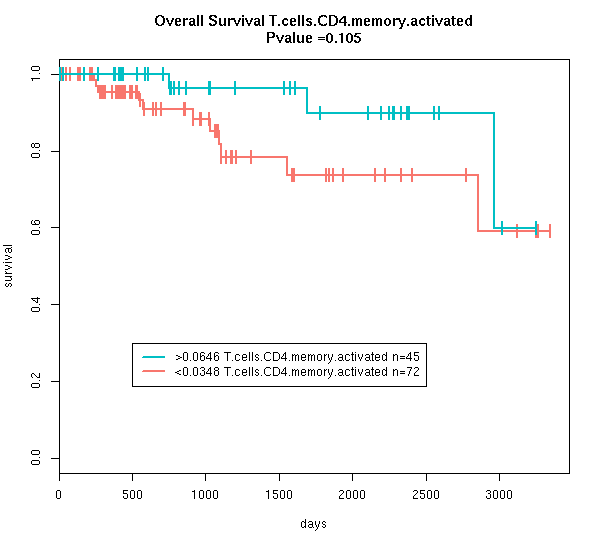 Overall Survival T.cells.CD4.memory.activated
Pvalue =0.105
1.0
0.8
0.6
0.4
0.2
0.0
survival
>0.0646 T.cells.CD4.memory.activated n=45
<0.0348 T.cells.CD4.memory.activated n=72
0 500 1000 1500 2000 2500 3000
days